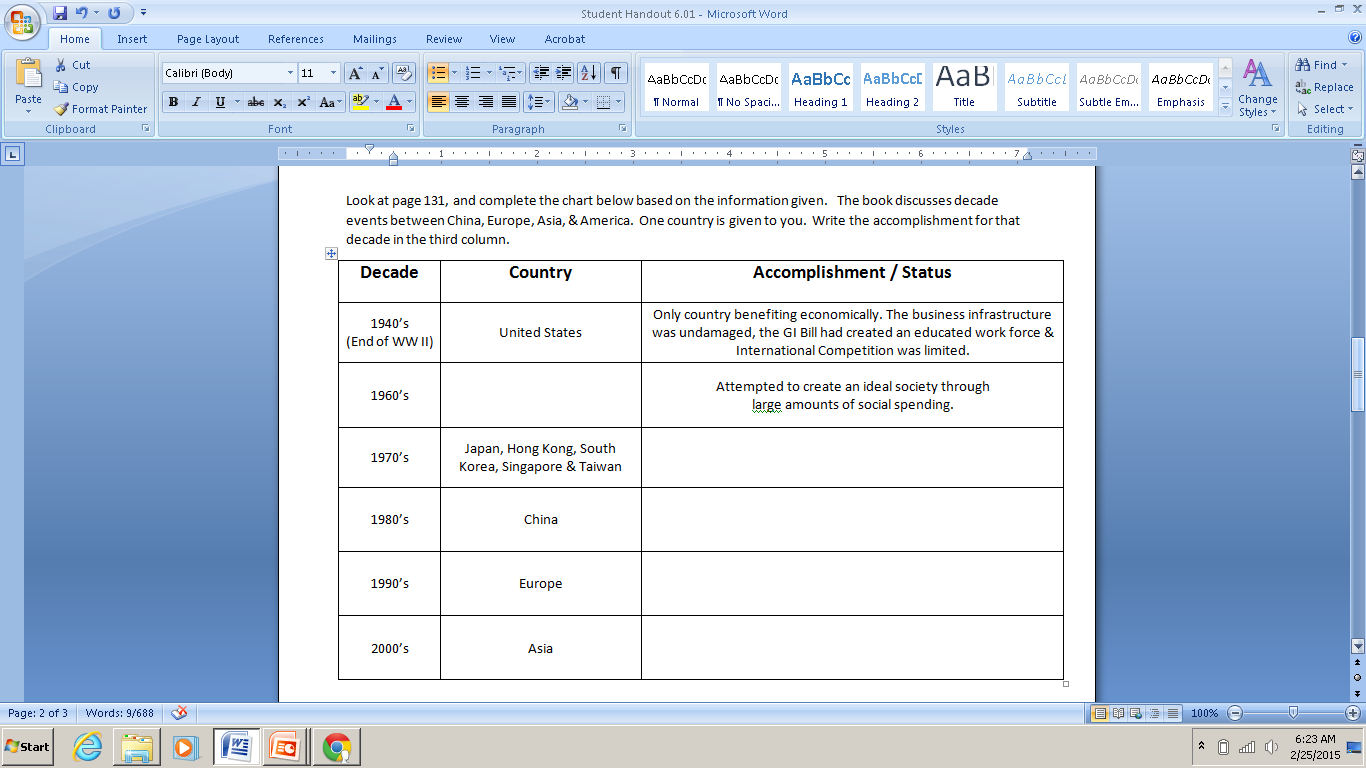 Student Handout 6.01 - Microsoft Word
Home Insert Page Layout References Mailings Review View Acrobat
Paste
Cut
Copy
Format Painter
Clipboard
Calibri (Body) 11
Font
Paragraph
AaBbCcDc AaBbCcDc AaBbCc AaBbCcD AaB AaBbCcL AaBbCcDc AaBbCcDc
¶ Normal ¶ No Spaci... Heading 1 Heading 2 Title Subtitle Subtle Em... Emphasis
Change
Styles
Styles
Find
Replace
Select
Editing
1 2 3 4 5 6 7
Look at page 131, and complete the chart below based on the information given. The book discusses decade
events between China, Europe, Asia, & America. One country is given to you. Write the accomplishment for that
decade in the third column.
Decade Country Accomplishment / Status
1940's
(End of WW II)
United States
Only country benefiting economically. The business infrastructure
was undamaged, the GI Bill had created an educated work force &
International Competition was limited.
1960's
Attempted to create an ideal society through
large amounts of social spending.
1970's
Japan, Hong Kong, South
Korea, Singapore & Taiwan
1980's China
1990's Europe
2000's Asia
Page: 2 of 3 Words: 9/688 100%
Start
6:23 AM
2/25/2015